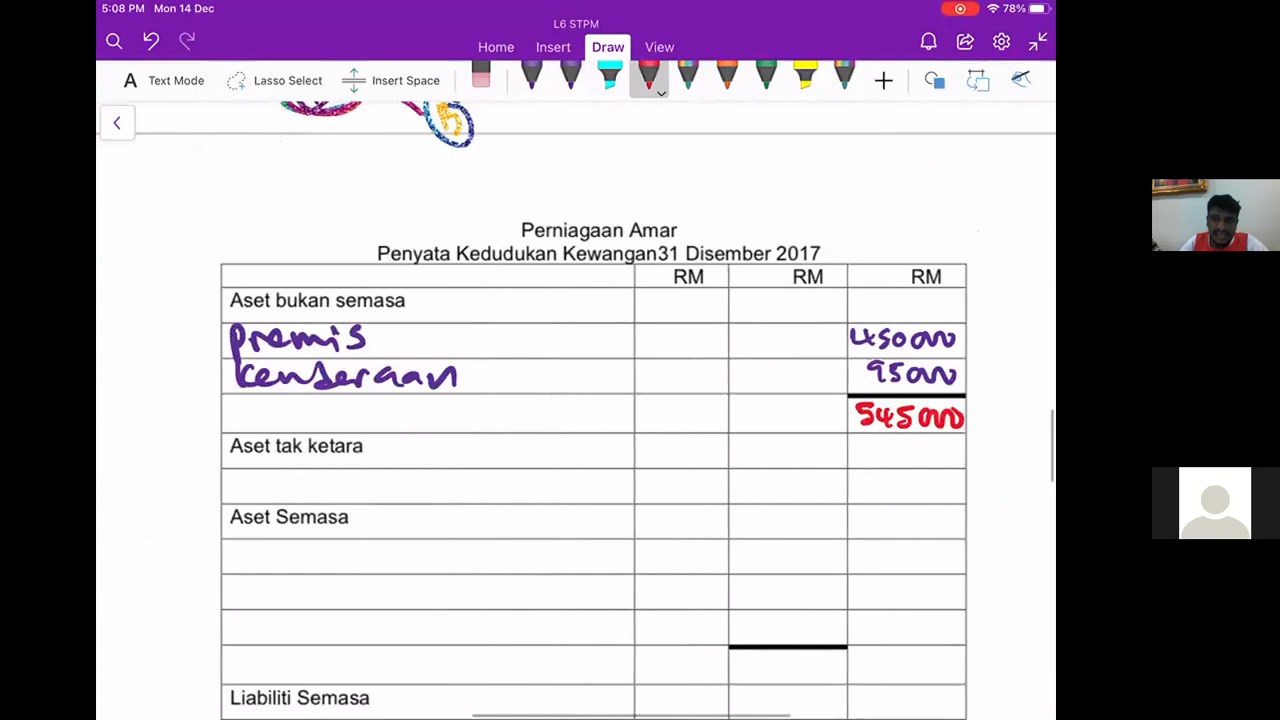 5:08 PM Mon 14 Dec
78%
L6 STPM
Home Insert Draw View
A Text Mode Lasso Select Insert Space
h
Perniagaan Amar
Penyata Kedudukan Kewangan31 Disember 2017
RM RM RM
Aset bukan semasa
Premis 450000
kenderaan 95000
545000
Aset tak ketara
Aset Semasa
Liabiliti Semasa